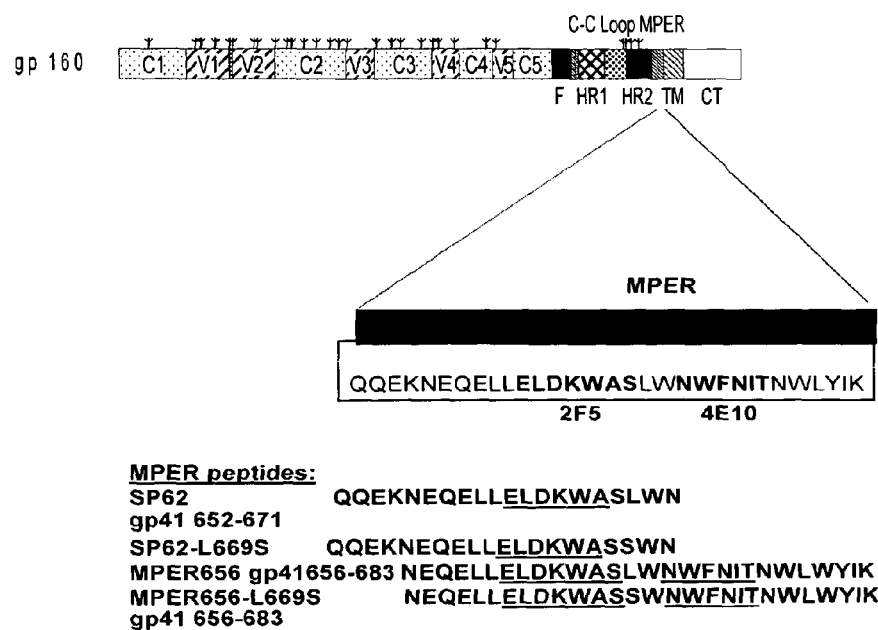 C-C Loop MPER
gp 160
C1 V1 V2 C2 V3 C3 V4 C4 V5 C5
F HR1 HR2 TM CT
MPER
QQEKNEQELLELDKWASLWNWFNITNWLYIK
2F5 4E10
MPER peptides:
SP62 QQEKNEQELLELDKWASLWN
gp41 652-671
SP62-L669S QQEKNEQELLELDKWASSWN
MPER656 gp41656-683 NEQELLELDKWASLWNWFNITNWLWYIK
MPER656-L669S NEQELLELDKWASSWNWFNITNWLWYIK
gp41 656-683